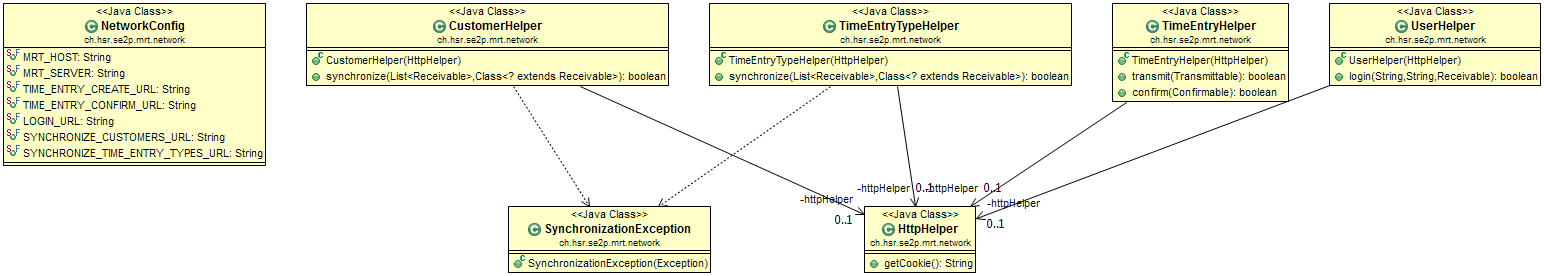 <<Java Class>>
NetworkConfig
ch.hsr.se2p.mrt.network
MRT_HOST: String
MRT_SERVER: String
TIME_ENTRY_CREATE_URL: String
TIME_ENTRY_CONFIRM_URL: String
LOGIN_URL: String
SYNCHRONIZE_CUSTOMERS_URL: String
SYNCHRONIZE_TIME_ENTRY_TYPES_URL: String
<<Java Class>>
CustomerHelper
ch.hsr.se2p.mrt.network
CustomerHelper(HttpHelper)
synchronize(List<Receivable>,Class<? extends Receivable>): boolean
<<Java Class>>
TimeEntryTypeHelper
ch.hsr.se2p.mrt.network
TimeEntryTypeHelper(HttpHelper)
synchronize(List<Receivable>,Class<? extends Receivable>): boolean
<<Java Class>>
TimeEntryHelper
ch.hsr.se2p.mrt.network
TimeEntryHelper(HttpHelper)
transmit(Transmittable): boolean
confirm(Confirmable): boolean
<<Java Class>>
UserHelper
ch.hsr.se2p.mrt.network
UserHelper(HttpHelper)
login(String,String,Receivable): boolean
-httpHelper
0..1
-httpHelper
0..1
-httpHelper
0..1
-httpHelper
0..1
<<Java Class>>
SynchronizationException
ch.hsr.se2p.mrt.network
SynchronizationException(Exception)
<<Java Class>>
HttpHelper
ch.hsr.se2p.mrt.network
getCookie(): String